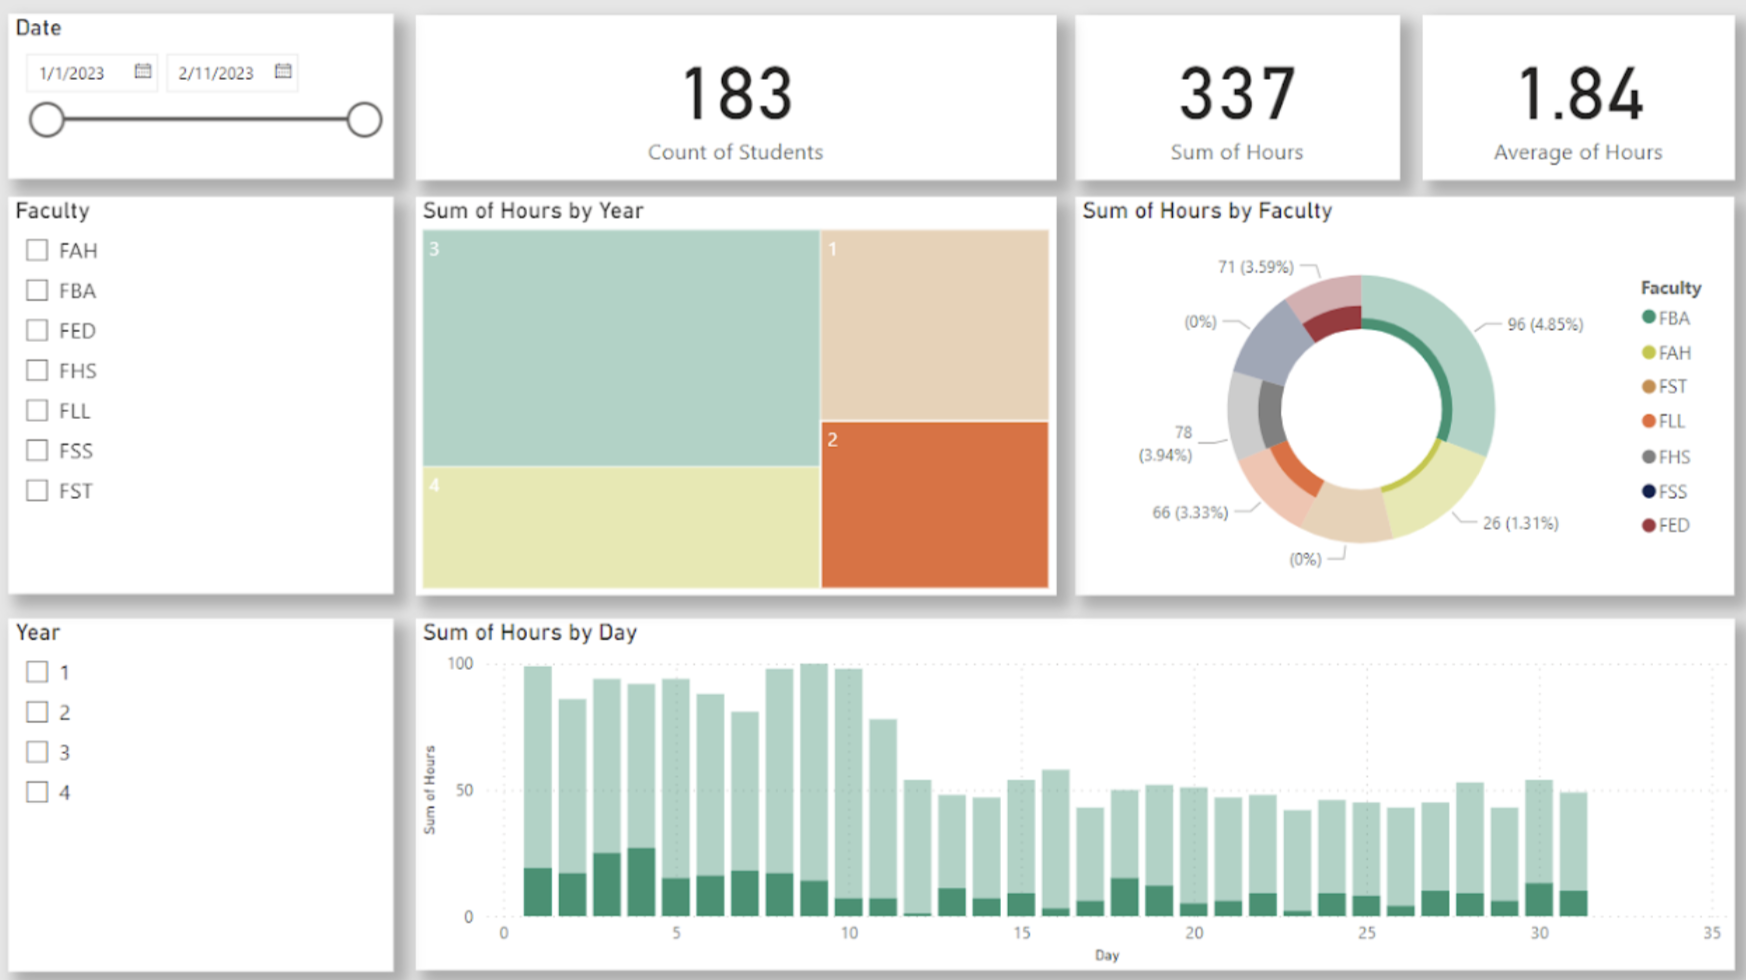 Date
1/1/2023
2/11/2023
183
Count of Students
337
Sum of Hours
1.84
Average of Hours
Faculty
FAH
FBA
FED
FHS
FLL
FSS
FST
Sum of Hours by Year
3
1
2
4
Sum of Hours by Faculty
71 (3.59%)
(0%)
96 (4.85%)
78
(3.94%)
66 (3.33%)
(0%)
26 (1.31%)
Faculty
FBA
FAH
FST
FLL
FHS
FSS
FED
Year
1
2
3
4
Sum of Hours by Day
Sum of Hours
100
50
0
0 5 10 15 20 25 30 35
Day